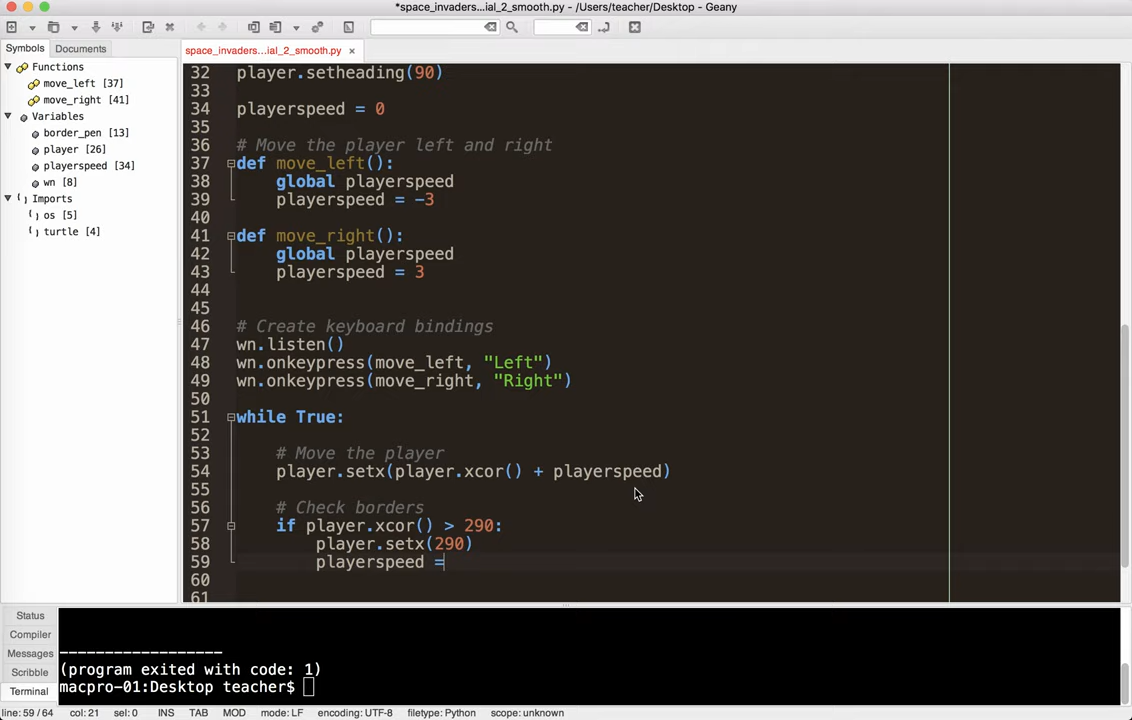 *space_invaders...ial_2_smooth.py - /Users/teacher/Desktop - Geany
Symbols Documents
space_invaders...ial_2_smooth.py ×
Functions
move_left [37]
move_right [41]
Variables
border_pen [13]
player [26]
playerspeed [34]
wn [8]
Imports
os [5]
turtle [4]
32 player.setheading(90)
33
34 playerspeed = 0
35
36 # Move the player left and right
37 def move_left():
38 global playerspeed
39 playerspeed = -3
40
41 def move_right():
42 global playerspeed
43 playerspeed = 3
44
45
46 # Create keyboard bindings
47 wn.listen()
48 wn.onkeypress(move_left, "Left")
49 wn.onkeypress(move_right, "Right")
50
51 while True:
52
53 # Move the player
54 player.setx(player.xcor() + playerspeed)
55
56 # Check borders
57 if player.xcor() > 290:
58 player.setx(290)
59 playerspeed =
60
61
Status
Compiler
Messages
Scribble
Terminal
------------------
(program exited with code: 1)
macpro-01:Desktop teacher$
line: 59 / 64 col: 21 sel: 0 INS TAB MOD mode: LF encoding: UTF-8 filetype: Python scope: unknown